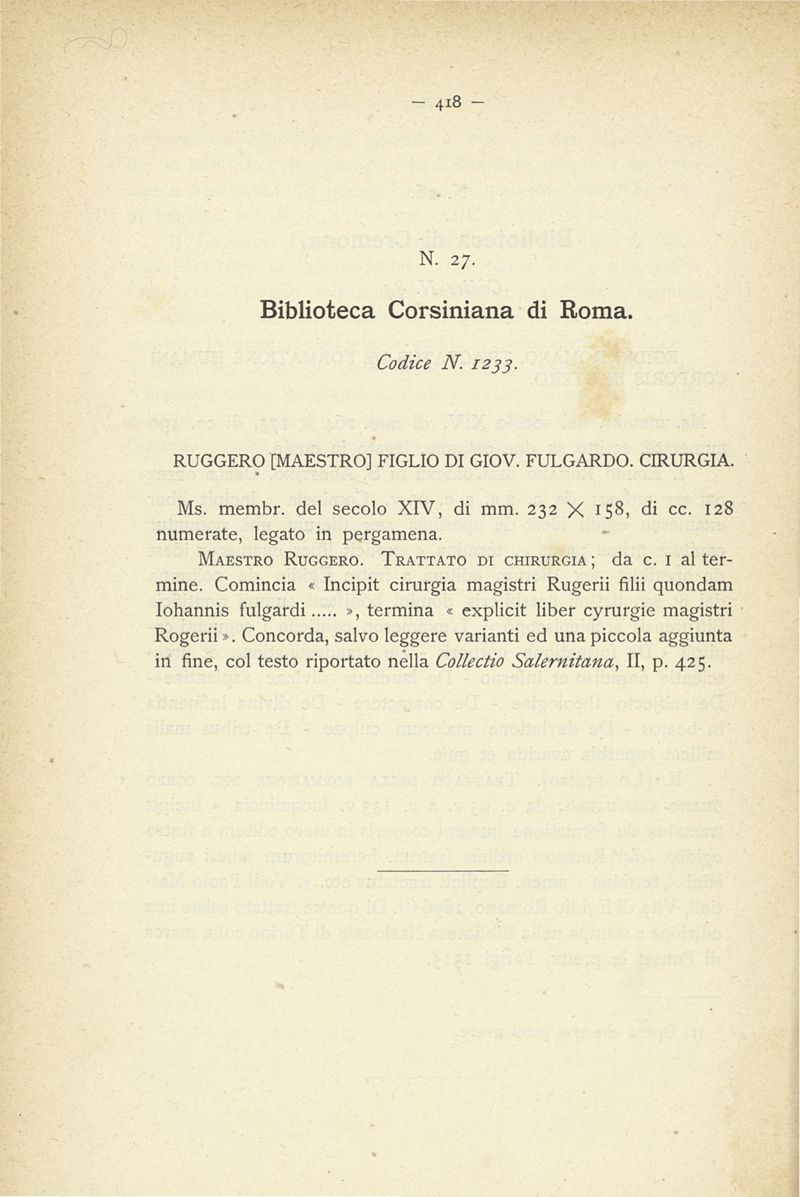 — 418 —
N. 27.
Biblioteca Corsiniana di Roma.
Codice N. 1233.
RUGGERO [MAESTRO] FIGLIO DI GIOV. FULGARDO. CIRURGIA.
Ms. membr. del secolo XIV, di mm. 232 X 158, di cc. 128
numerate, legato in pergamena.
MAESTRO RUGGERO. TRATTATO DI CHIRURGIA ; da c. 1 al ter-
mine. Comincia « Incipit cirurgia magistri Rugerii filii quondam
Iohannis fulgardi ..... », termina « explicit liber cyrurgie magistri
Rogerii ». Concorda, salvo leggere varianti ed una piccola aggiunta
in fine, col testo riportato nella Collectio Salernitana, II, p. 425.